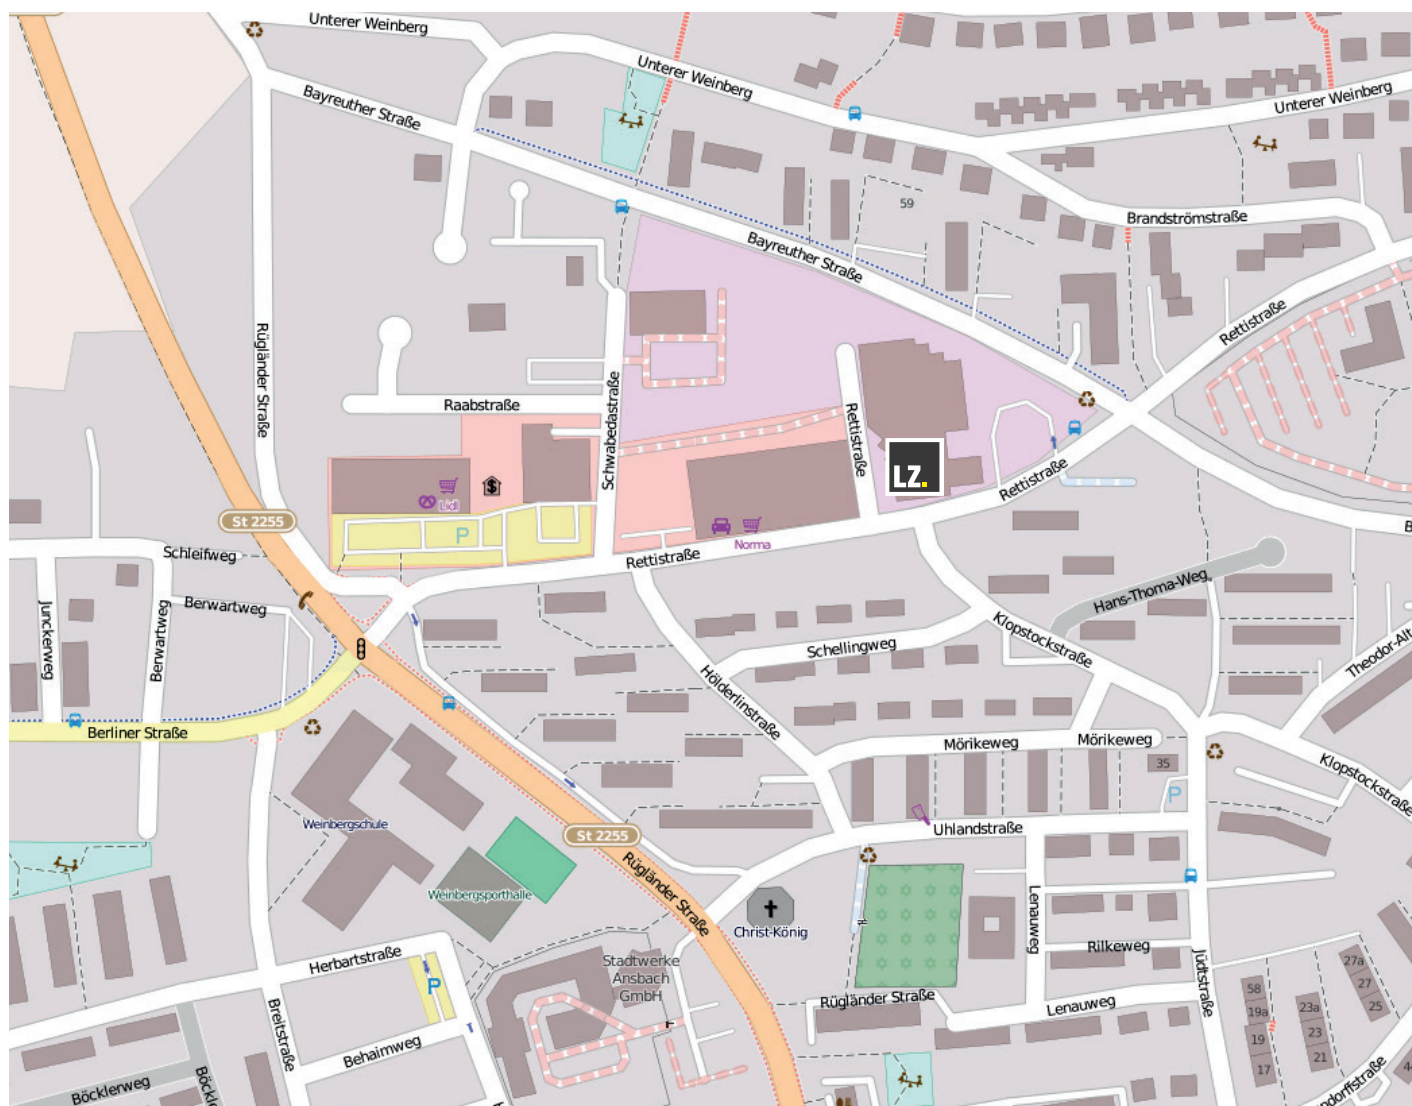 Unterer Weinberg
Unterer Weinberg
Unterer Weinberg
Bayreuther Straße
59
Brandströmstraße
Bayreuther Straße
Rettistraße
Rügländer Straße
Raabstraße
Schwabedastraße
Rettistraße
LZ.
Rettistraße
Lidl
P
St 2255
Norma
Rettistraße
Schleifweg
Berwartweg
Junckerweg
Berwartweg
Hans-Thoma-Weg
Klopstockstraße
Schellingweg
Theodor-Alt
Hölderlinstraße
Berliner Straße
Mörikeweg
Mörikeweg
35
Klopstockstraße
P
Weinbergschule
St 2255
Uhlandstraße
Rügländer Straße
Weinbergsporthalle
Christ-König
Lenauweg
Rilkeweg
Jüdtstraße
Herbartstraße
P
Stadtwerke
Ansbach
GmbH
Rügländer Straße
Lenauweg
27a
27
25
58
19a
19
17
23a
23
21
Breitstraße
Behaimweg
Böcklerweg
Böckler
ndorffstraße